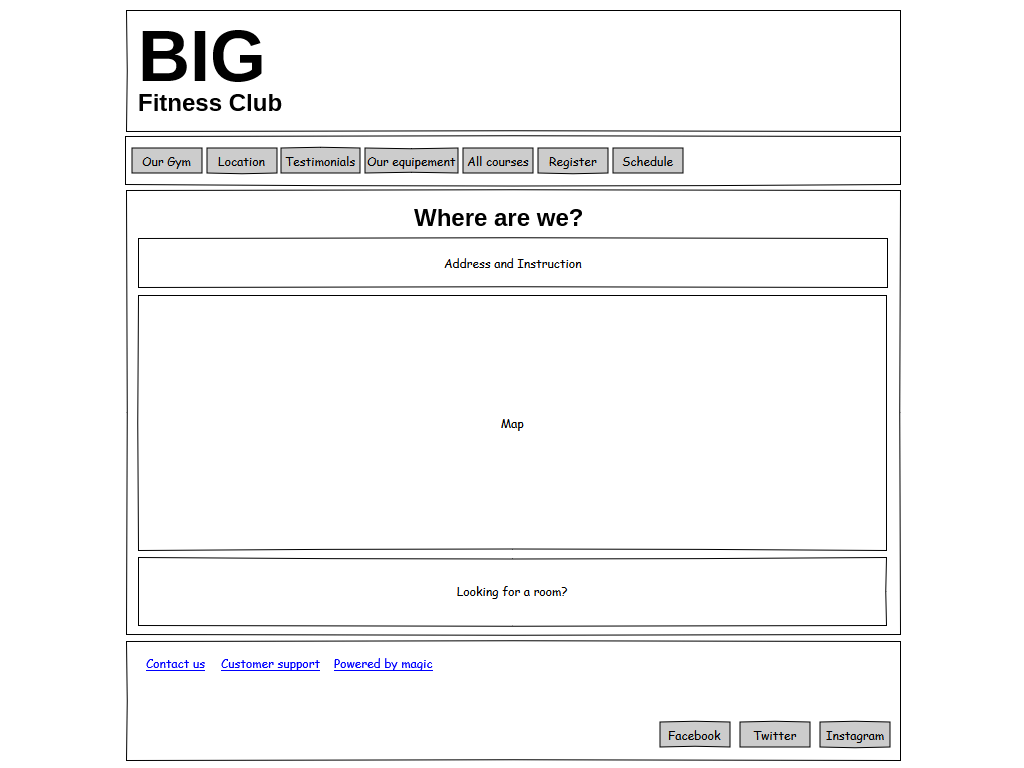 BIG
Fitness Club
Our Gym Location Testimonials Our equipement All courses Register Schedule
Where are we?
Address and Instruction
Map
Looking for a room?
Contact us Customer support Powered by magic
Facebook Twitter Instagram